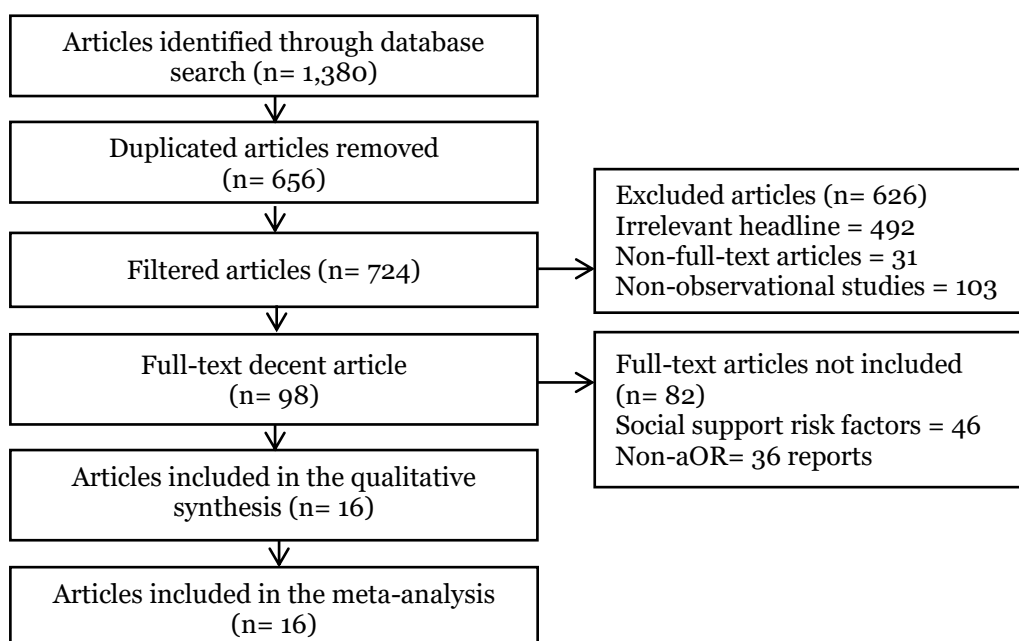 Articles identified through database
search (n= 1,380)
Duplicated articles removed
(n= 656)
Filtered articles (n= 724)
Excluded articles (n= 626)
Irrelevant headline = 492
Non-full-text articles = 31
Non-observational studies = 103
Full-text decent article
(n= 98)
Full-text articles not included
(n= 82)
Social support risk factors = 46
Non-aOR= 36 reports
Articles included in the qualitative
synthesis (n= 16)
Articles included in the meta-analysis
(n= 16)